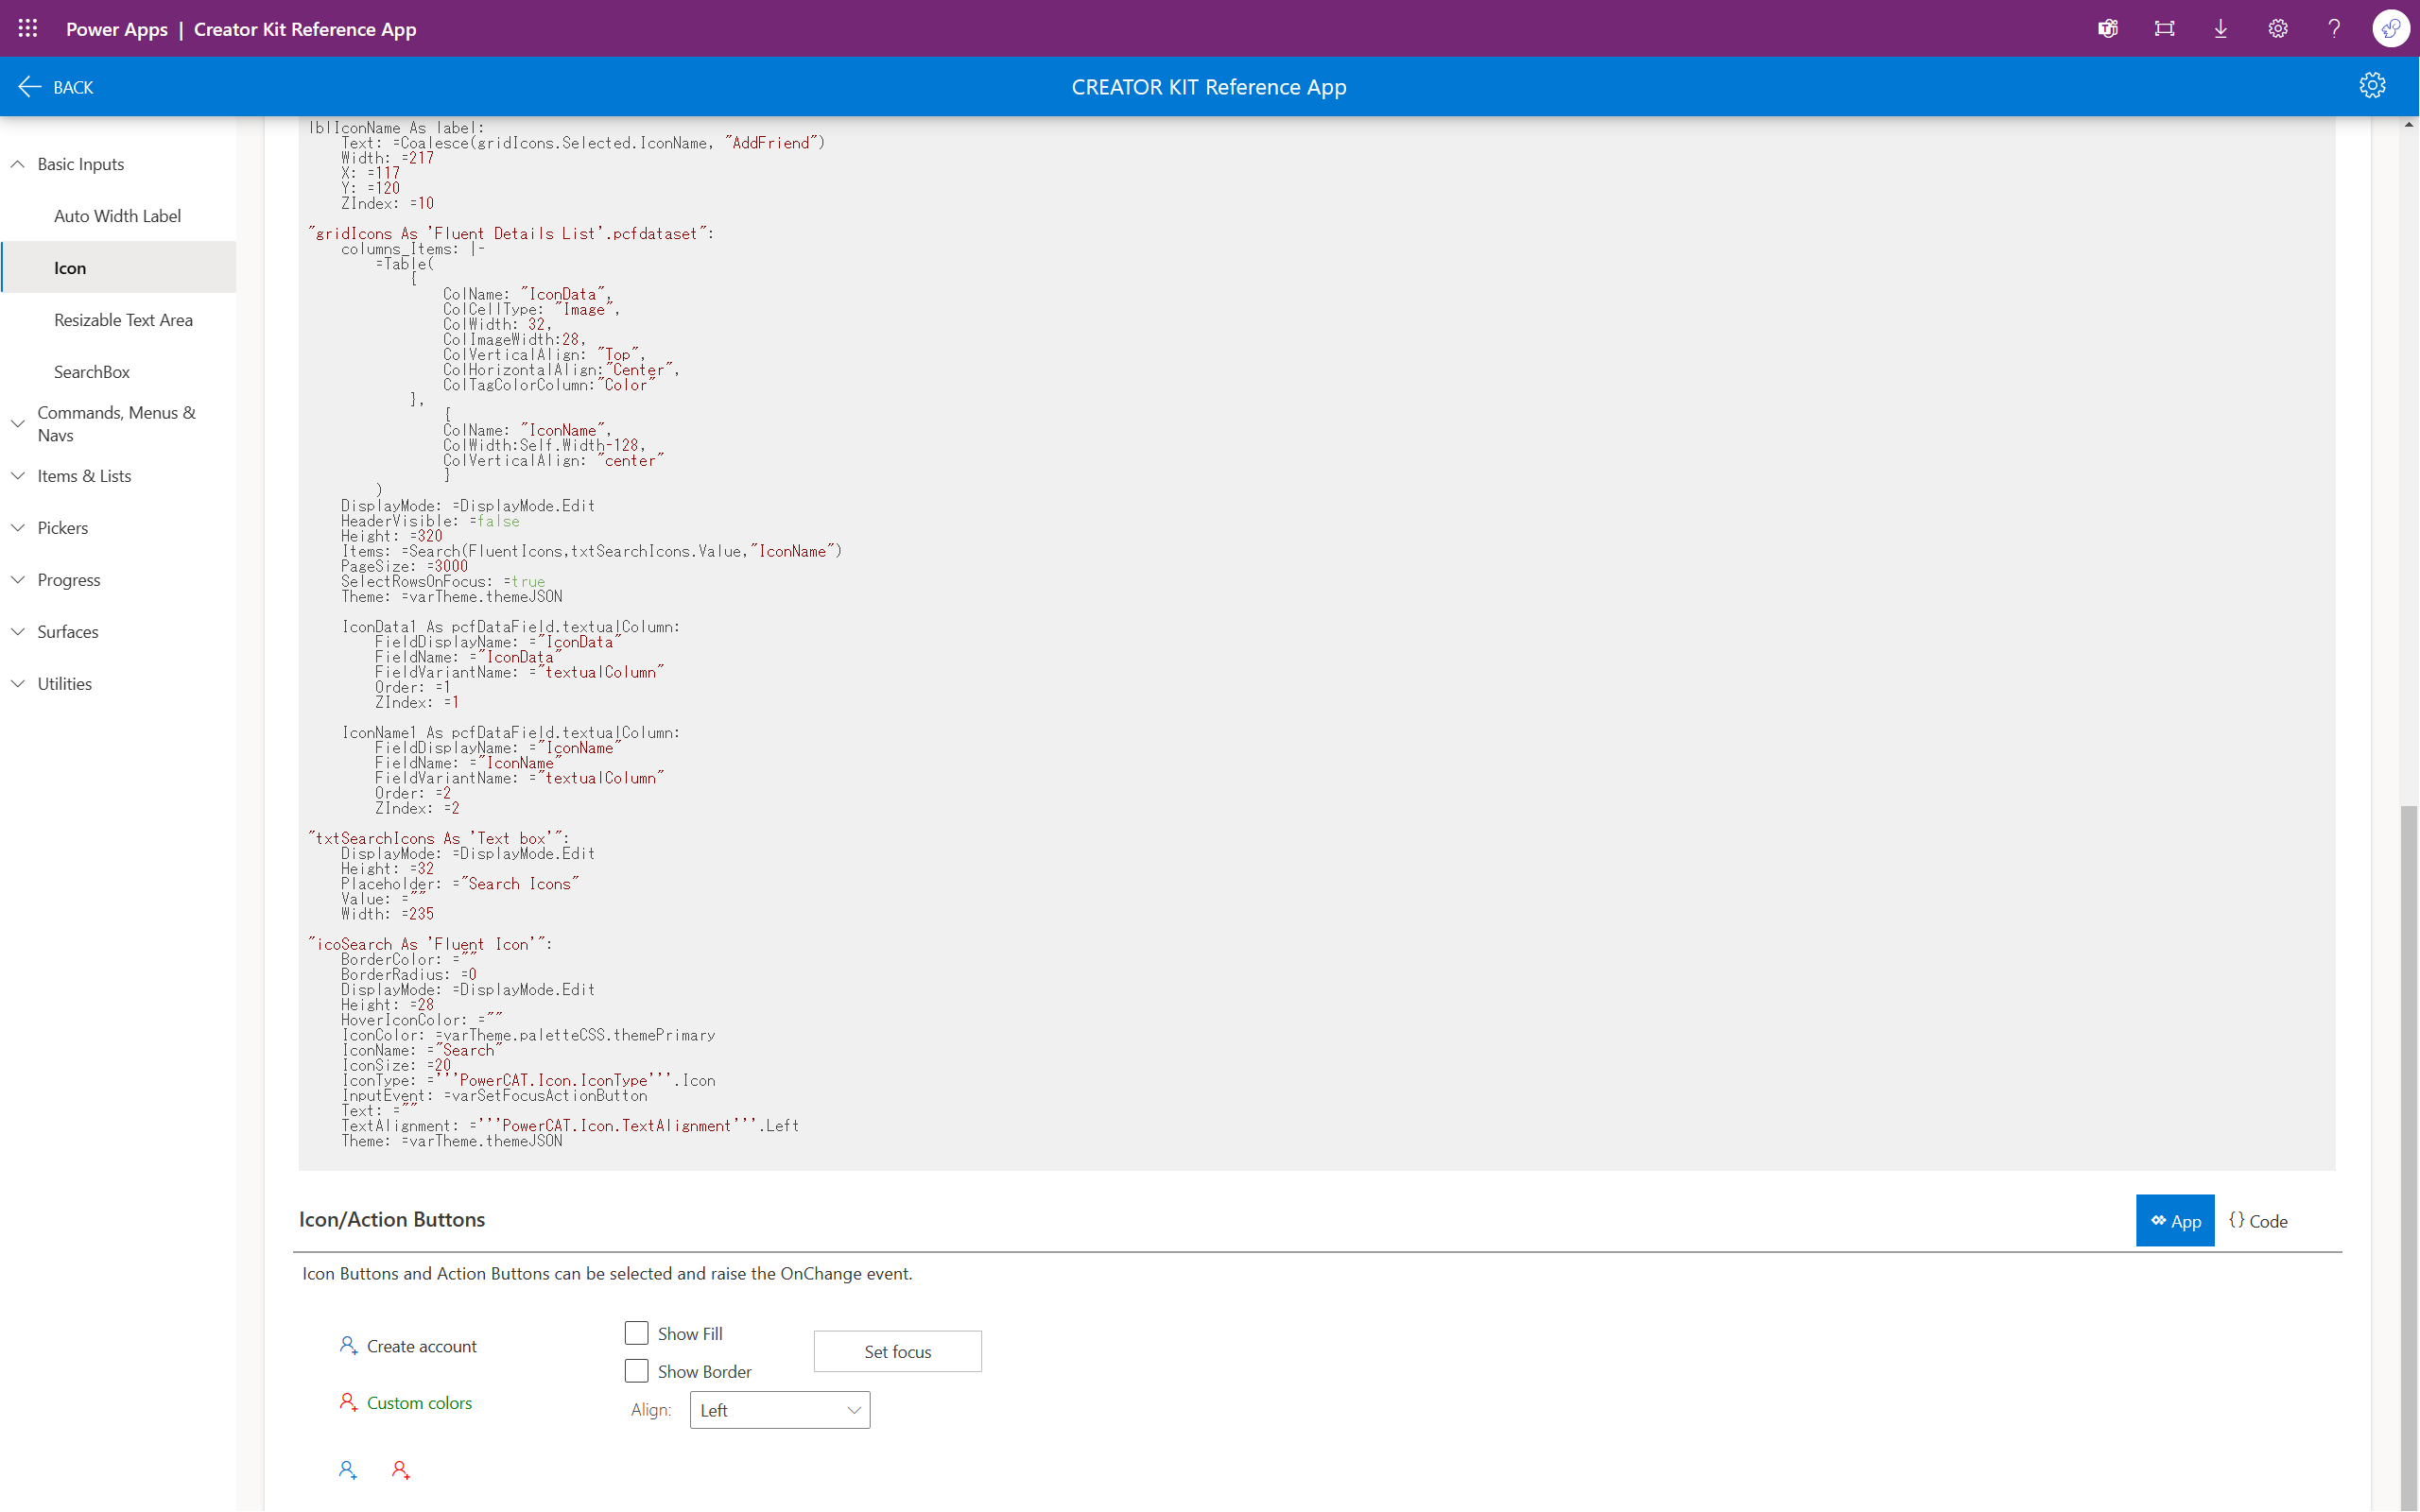 Power Apps | Creator Kit Reference App
BACK
CREATOR KIT Reference App
Basic Inputs
Auto Width Label
Icon
Resizable Text Area
SearchBox
Commands, Menus &
Navs
Items & Lists
Pickers
Progress
Surfaces
Utilities
lblIconName As label:
Text: =Coalesce(gridIcons.Selected.IconName, "AddFriend")
Width: =217
X: =117
Y: =120
ZIndex: =10
"gridIcons As 'Fluent Details List'.pcfdataset":
columns_Items: |-
=Table(
{
ColName: "IconData",
ColCellType: "Image",
ColWidth: 32,
ColImageWidth:28,
ColVerticalAlign: "Top",
ColHorizontalAlign:"Center",
ColTagColorColumn:"Color"
},
{
ColName: "IconName",
ColWidth:Self.Width-128,
ColVerticalAlign: "center"
}
)
DisplayMode: =DisplayMode.Edit
HeaderVisible: =false
Height: =320
Items: =Search(FluentIcons,txtSearchIcons.Value,"IconName")
PageSize: =3000
SelectRowsOnFocus: =true
Theme: =varTheme.themeJSON
IconData1 As pcfDataField.textualColumn:
FieldDisplayName: ="IconData"
FieldName: ="IconData"
FieldVariantName: ="textualColumn"
Order: =1
ZIndex: =1
IconName1 As pcfDataField.textualColumn:
FieldDisplayName: ="IconName"
FieldName: ="IconName"
FieldVariantName: ="textualColumn"
Order: =2
ZIndex: =2
"txtSearchIcons As 'Text box'":
DisplayMode: =DisplayMode.Edit
Height: =32
Placeholder: ="Search Icons"
Value: =""
Width: =235
"icoSearch As 'Fluent Icon'":
BorderColor: =""
BorderRadius: =0
DisplayMode: =DisplayMode.Edit
Height: =28
HoverIconColor: =""
IconColor: =varTheme.paletteCSS.themePrimary
IconName: ="Search"
IconSize: =20
IconType: ='''PowerCAT.Icon.IconType'''.Icon
InputEvent: =varSetFocusActionButton
Text: =""
TextAlignment: ='''PowerCAT.Icon.TextAlignment'''.Left
Theme: =varTheme.themeJSON
Icon/Action Buttons
App
{} Code
Icon Buttons and Action Buttons can be selected and raise the OnChange event.
Create account
Show Fill
Set focus
Show Border
Custom colors
Align:
Left